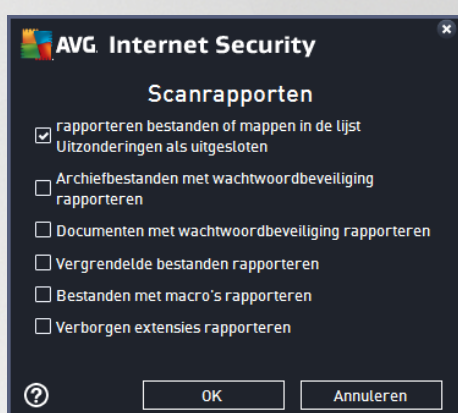 AVG. Internet Security
Scanrapporten
rapporteren bestanden of mappen in de lijst
Uitzonderingen als uitgesloten
Archiefbestanden met wachtwoordbeveiliging
rapporteren
Documenten met wachtwoordbeveiliging rapporteren
Vergrendelde bestanden rapporteren
Bestanden met macro's rapporteren
Verborgen extensies rapporteren
? OK Annuleren